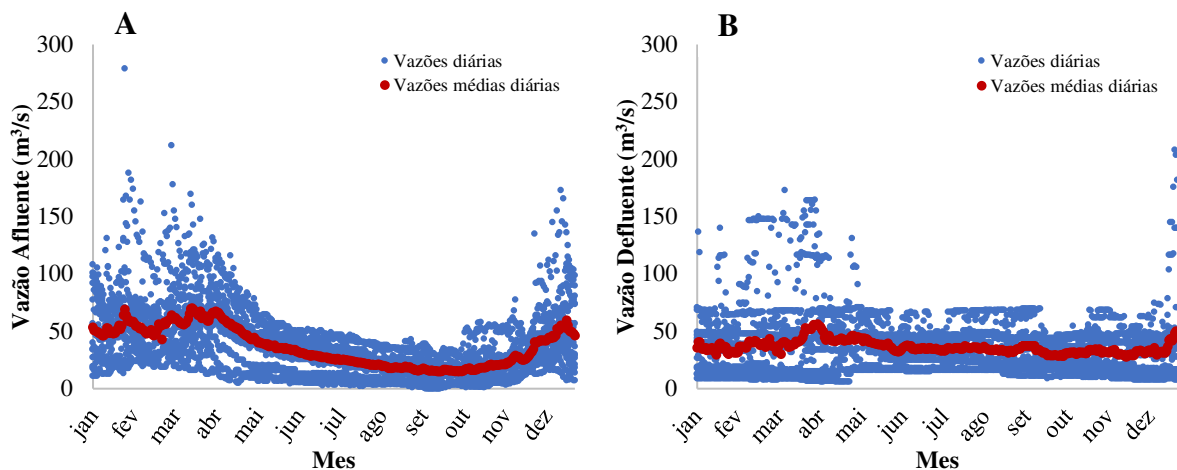 A
300
250
200
150
100
50
0
Vazão Afluente (m³/s)
Vazões diárias
Vazões médias diárias
jan fev mar abr mai jun jul ago set out nov dez
Mes
B
300
250
200
150
100
50
0
Vazão Defluente (m³/s)
Vazões diárias
Vazões médias diárias
jan fev mar abr mai jun jul ago set out nov dez
Mes